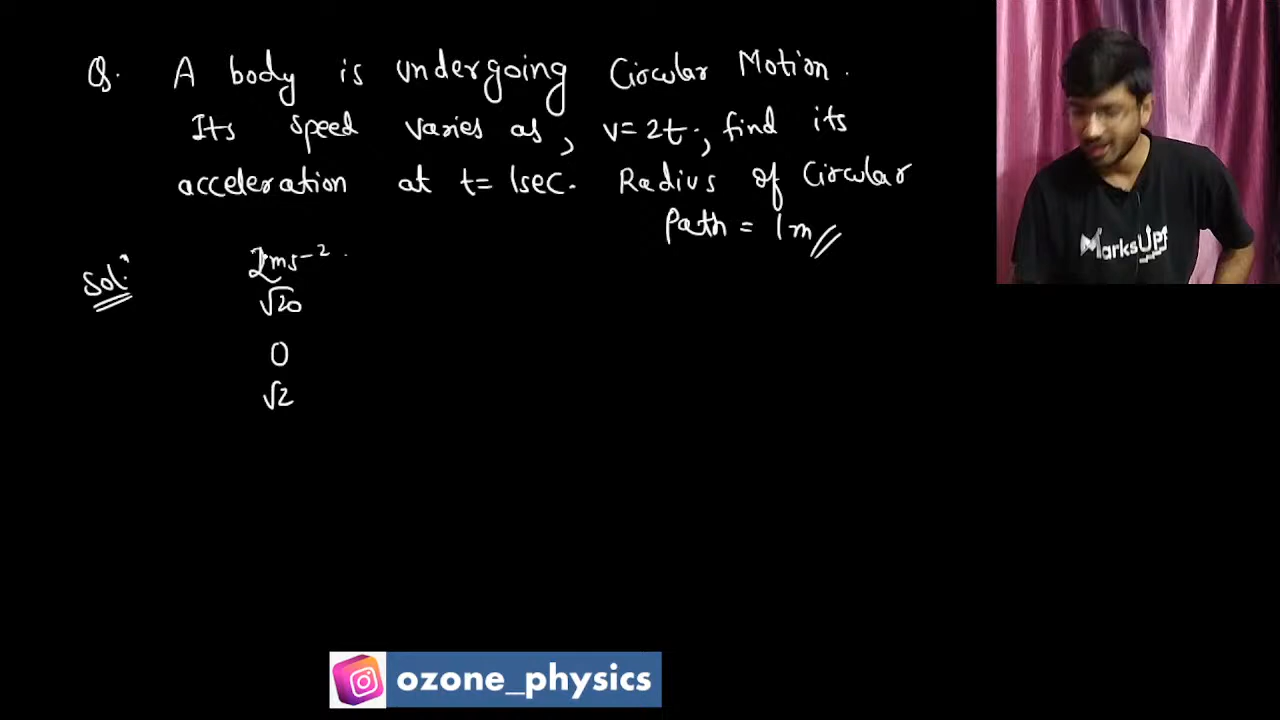 Q. A body is undergoing Circular Motion.
Its speed varies as, v=2t., find its
acceleration at t= 1sec. Radius of Circular
Path = 1m
Sol:
2ms-2
√20
0
√2
MarksUp!
ozone_physics